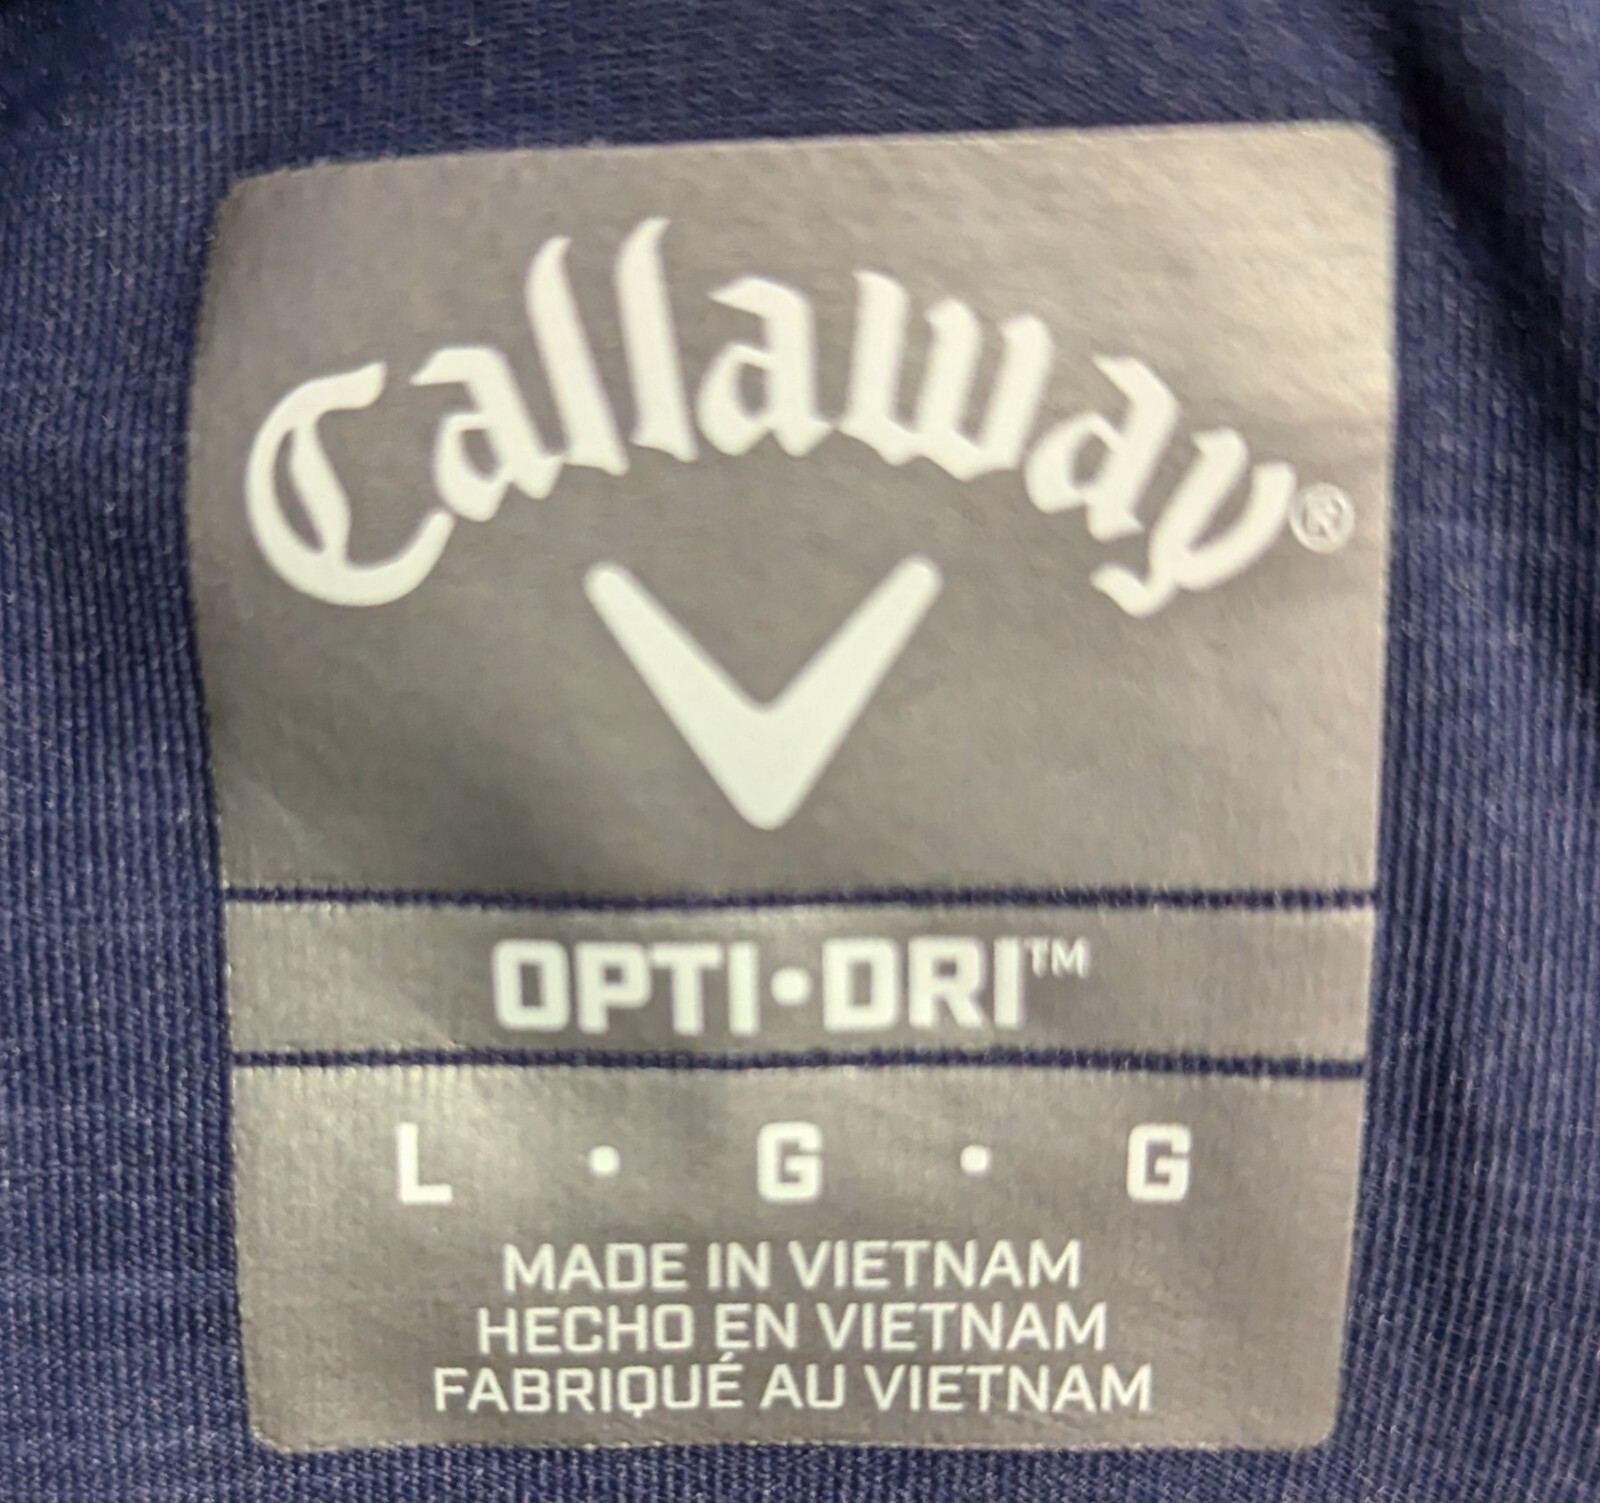 Callaway®
OPTI•DRI™
L • G • G
MADE IN VIETNAM
HECHO EN VIETNAM
FABRIQUÉ AU VIETNAM